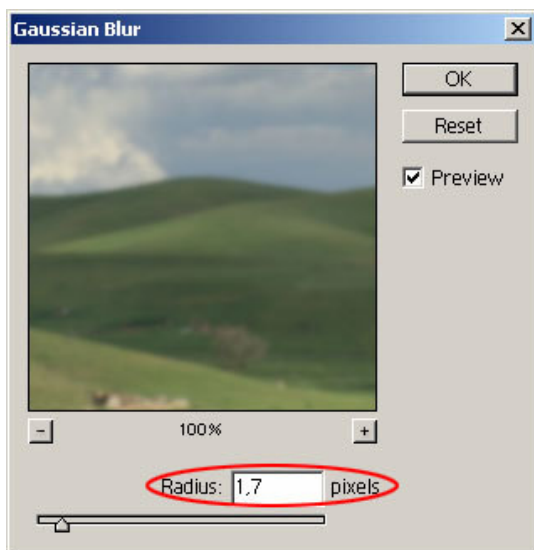 Gaussian Blur
OK
Reset
Preview
- 100% +
Radius: 1,7 pixels